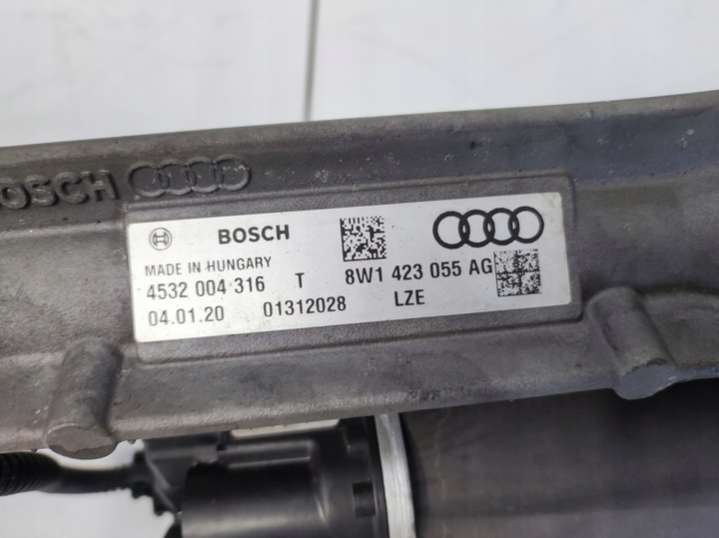 BOSCH
BOSCH
MADE IN HUNGARY
4532 004 316 T 8W1 423 055 AG
04.01.20 01312028 LZE